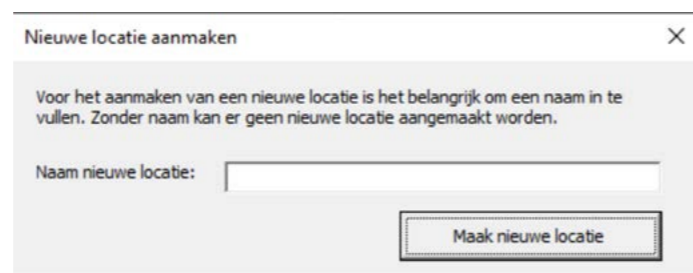 Nieuwe locatie aanmaken
Voor het aanmaken van een nieuwe locatie is het belangrijk om een naam in te
vullen. Zonder naam kan er geen nieuwe locatie aangemaakt worden.
Naam nieuwe locatie:
Maak nieuwe locatie